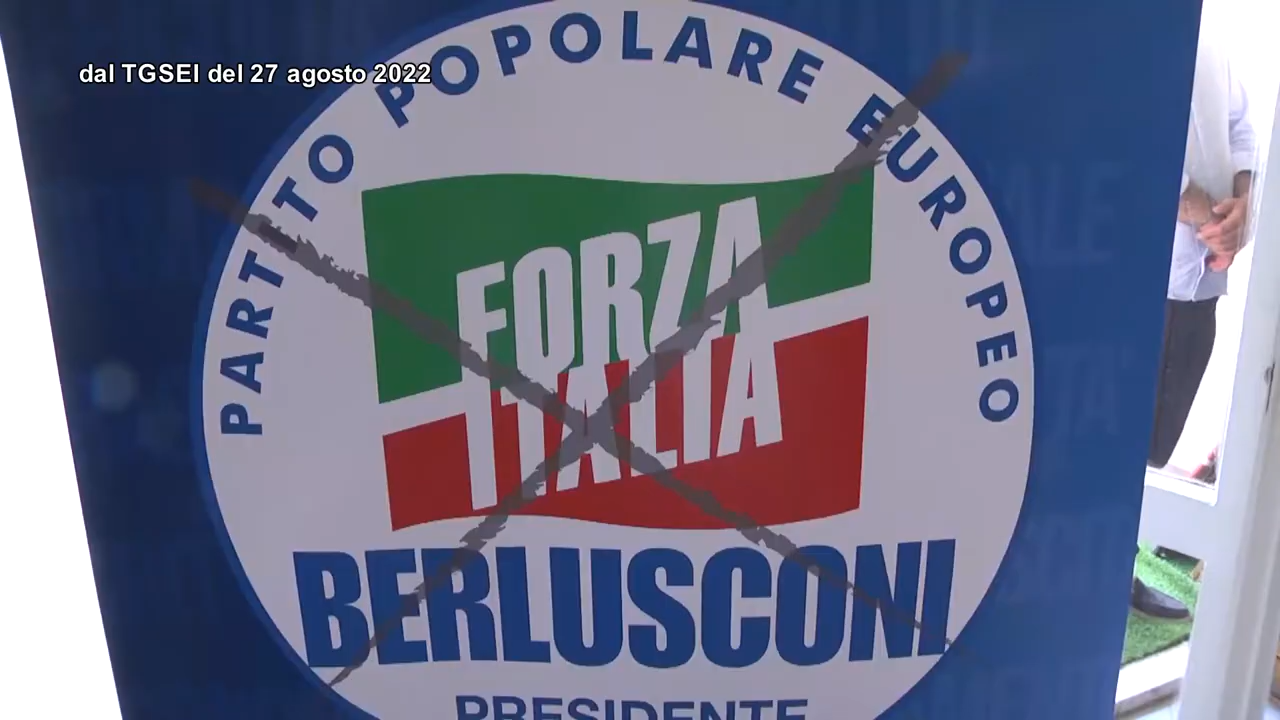 dal TGSEI del 27 agosto 2022
PARTITO POPOLARE EUROPEO
FORZA
ITALIA
BERLUSCONI
PRESIDENTE